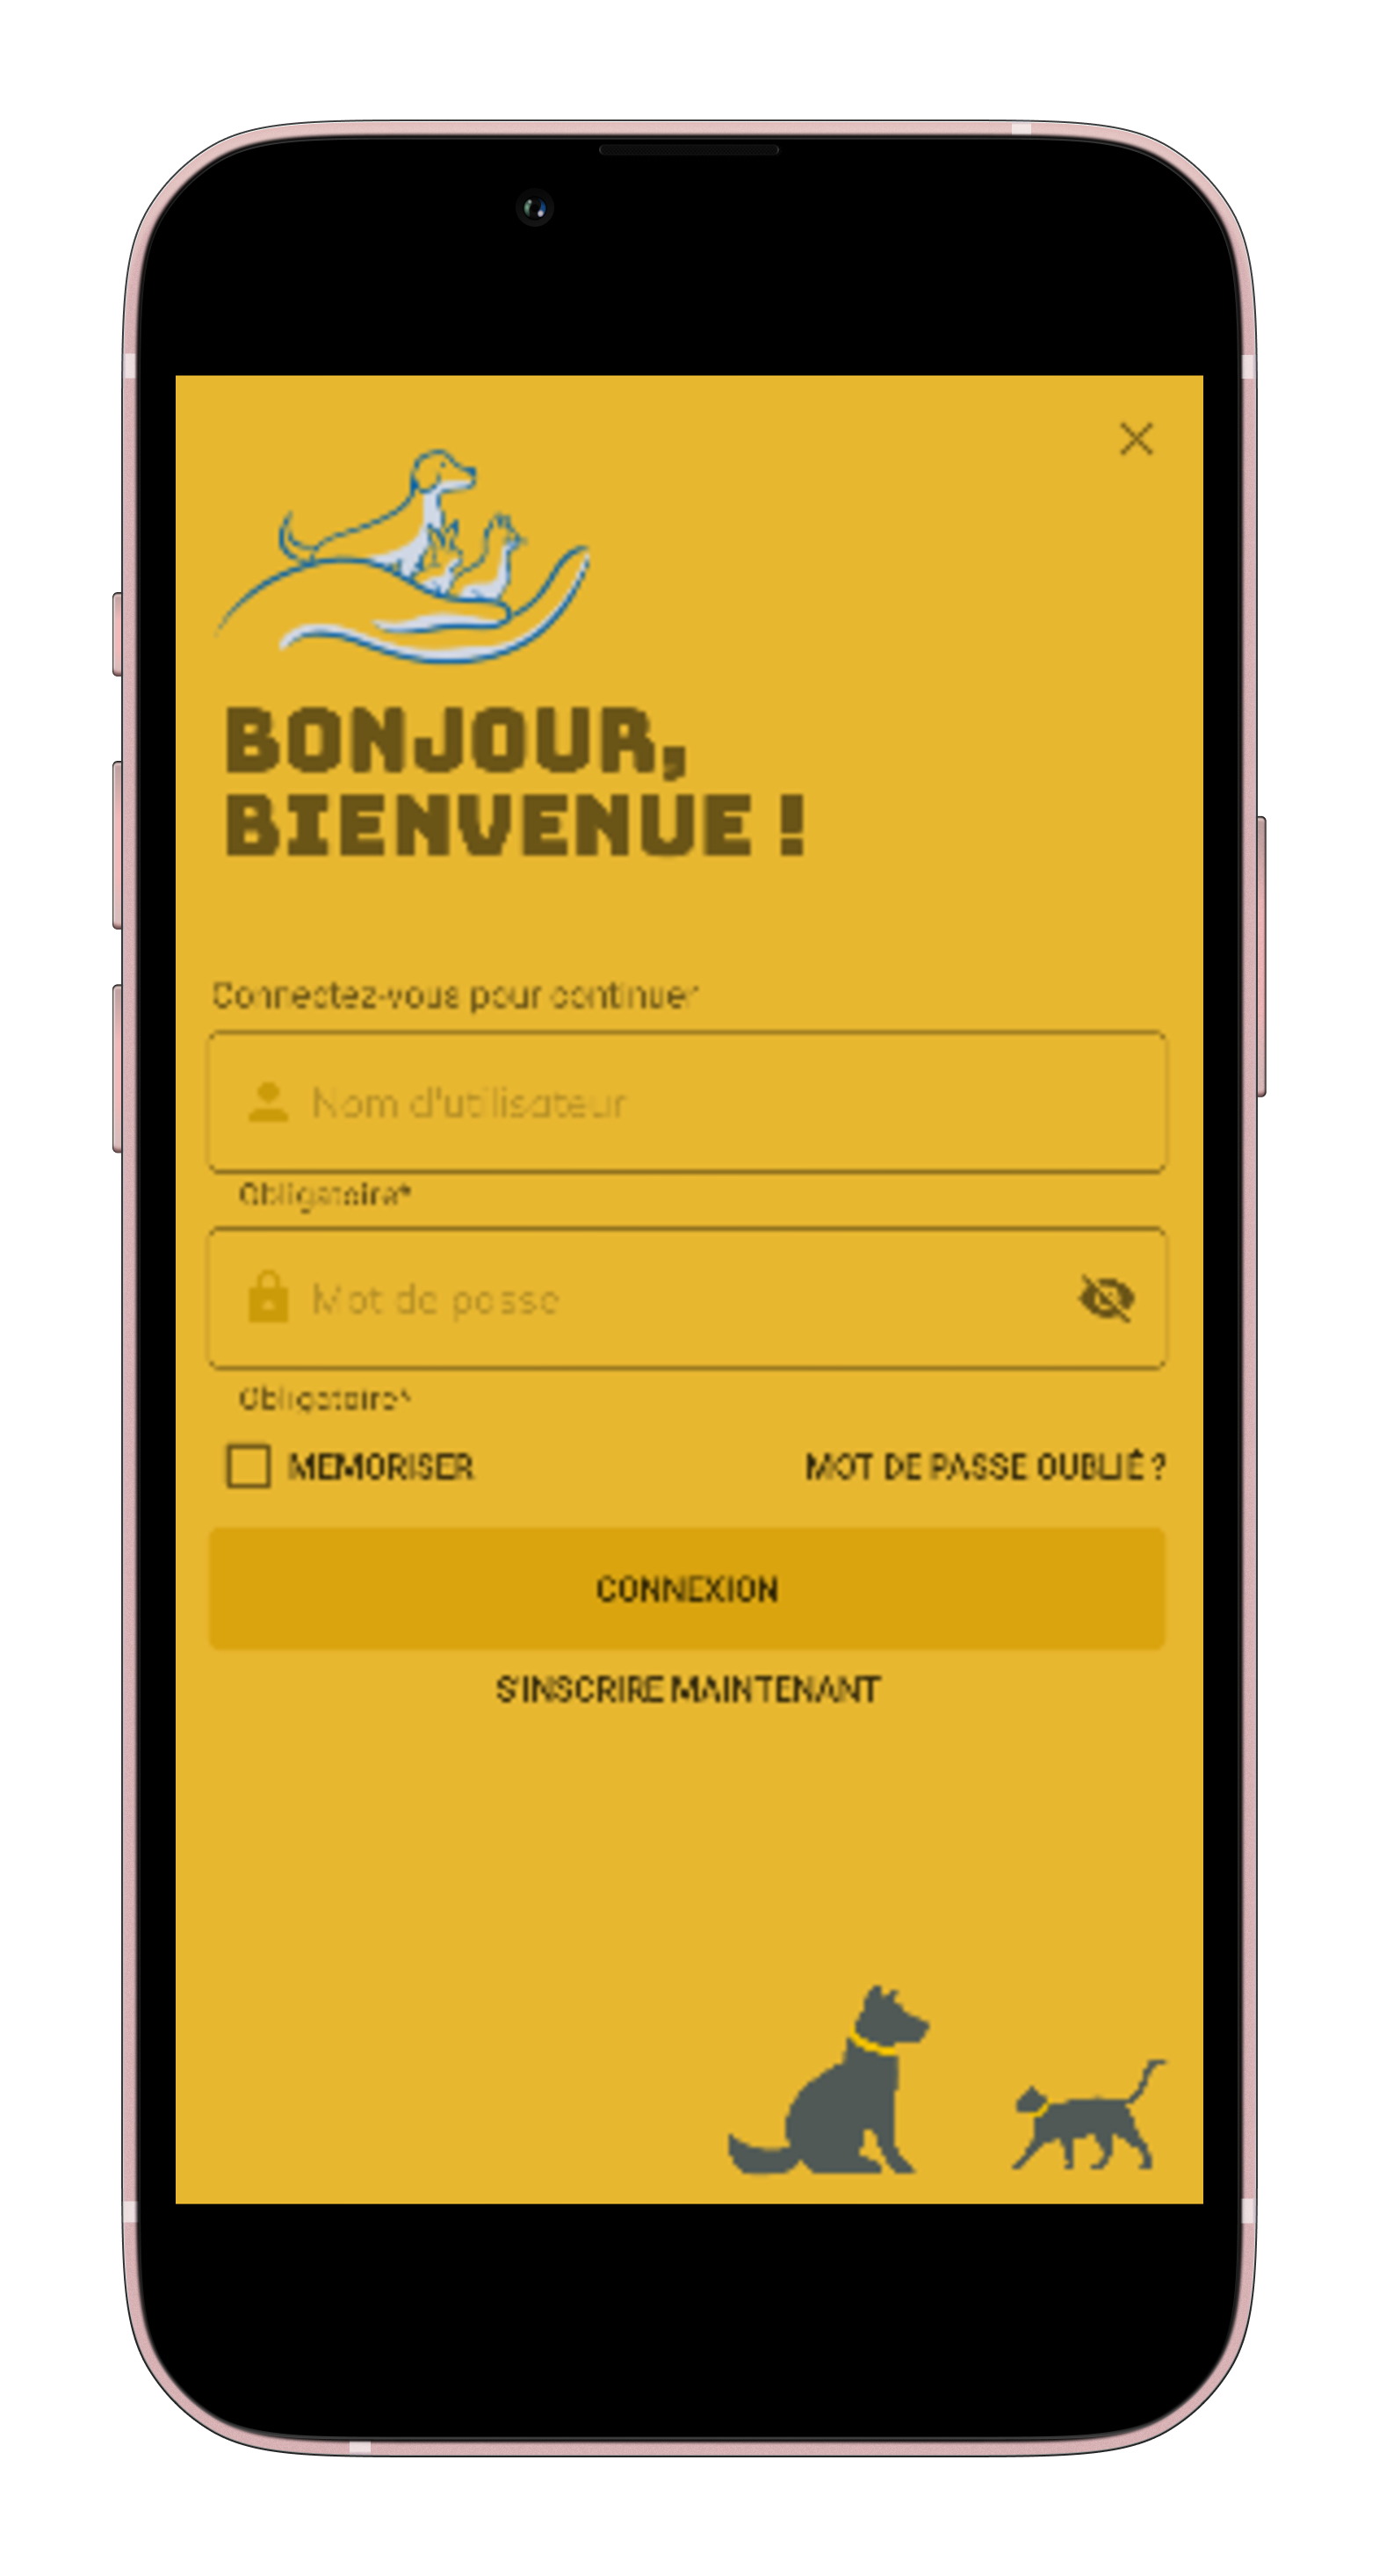 BONJOUR,
BIENVENUE !
Connectez-vous pour continuer
Nom d'utilisateur
Obligatoire*
Mot de passe
Obligatoire*
MEMORISER
MOT DE PASSE OUBLIÉ ?
CONNEXION
S'INSCRIRE MAINTENANT